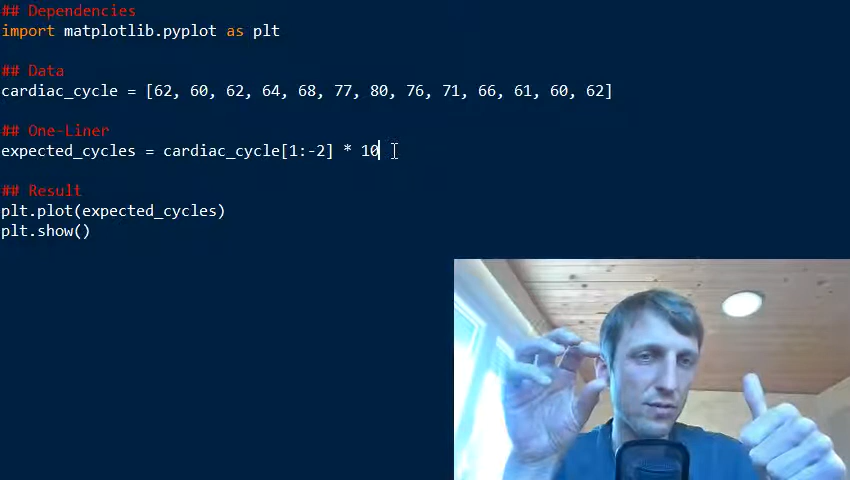 ## Dependencies
import matplotlib.pyplot as plt
## Data
cardiac_cycle = [62, 60, 62, 64, 68, 77, 80, 76, 71, 66, 61, 60, 62]
## One-Liner
expected_cycles = cardiac_cycle[1:-2] * 10
## Result
plt.plot(expected_cycles)
plt.show()